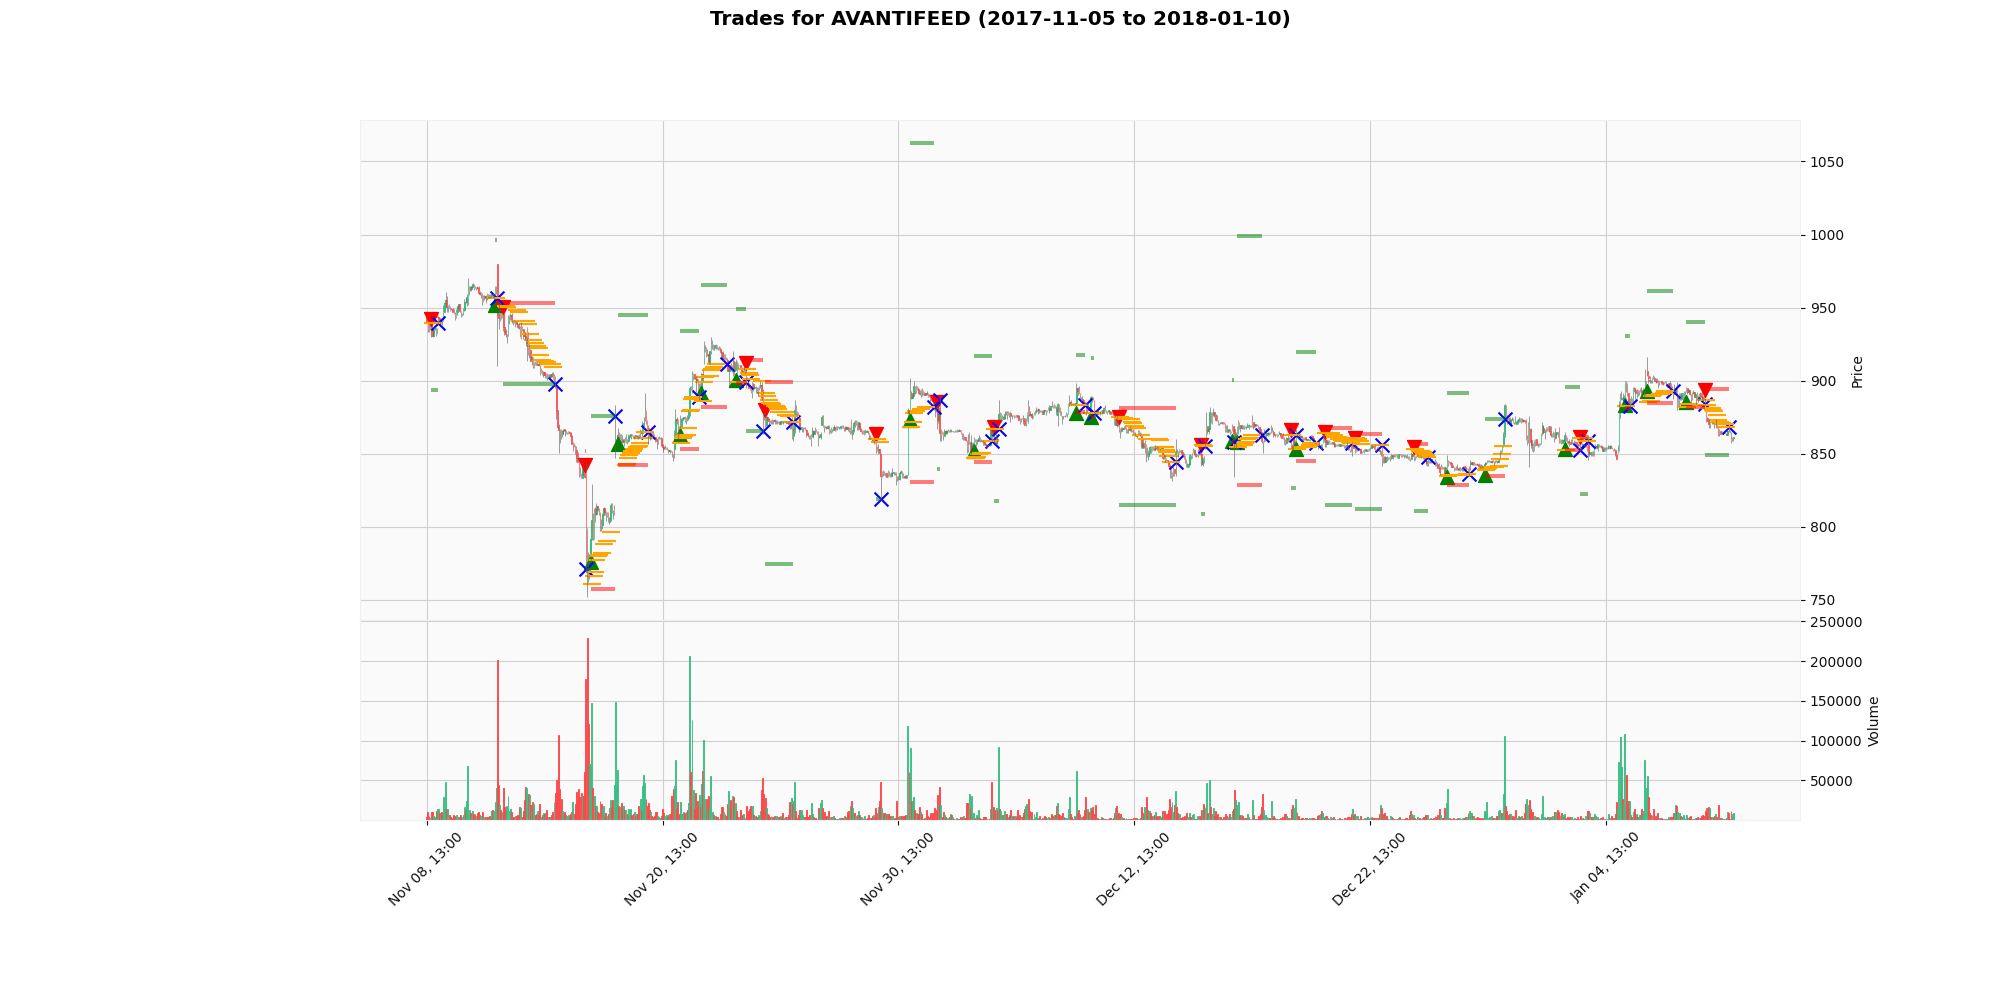 Trades for AVANTIFEED (2017-11-05 to 2018-01-10)
1050
1000
950
900
850
800
750
Price
250000
200000
150000
100000
50000
Volume
Nov 08, 13:00
Nov 20, 13:00
Nov 30, 13:00
Dec 12, 13:00
Dec 22, 13:00
Jan 04, 13:00